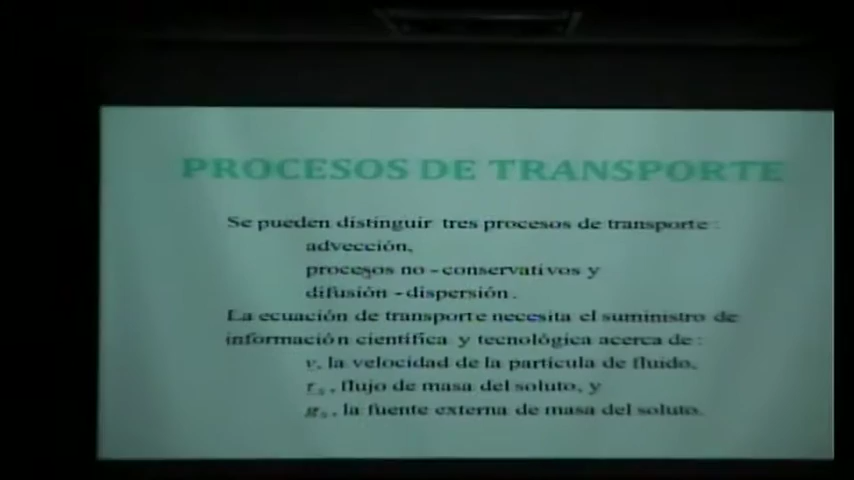 PROCESOS DE TRANSPORTE
Se pueden distinguir tres procesos de transporte :
advección,
procesos no - conservativos y
difusión - dispersión .
La ecuación de transporte necesita el suministro de
información científica y tecnológica acerca de :
v, la velocidad de la partícula de fluido,
τₛ , flujo de masa del soluto, y
gₛ , la fuente externa de masa del soluto.